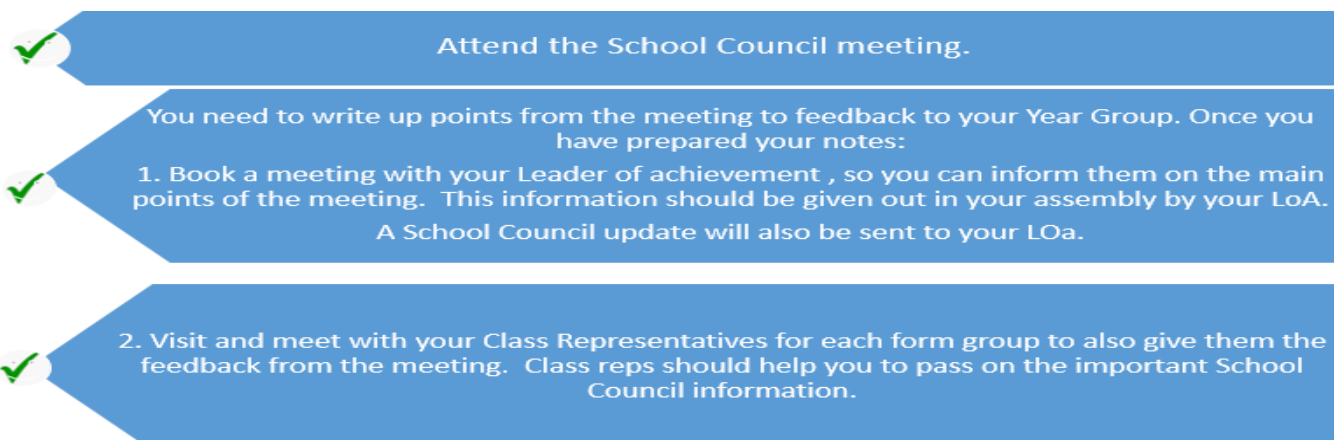 Attend the School Council meeting.
You need to write up points from the meeting to feedback to your Year Group. Once you
have prepared your notes:
1. Book a meeting with your Leader of achievement , so you can inform them on the main
points of the meeting.  This information should be given out in your assembly by your LoA.
A School Council update will also be sent to your LOa.
2. Visit and meet with your Class Representatives for each form group to also give them the
feedback from the meeting.  Class reps should help you to pass on the important School
Council information.